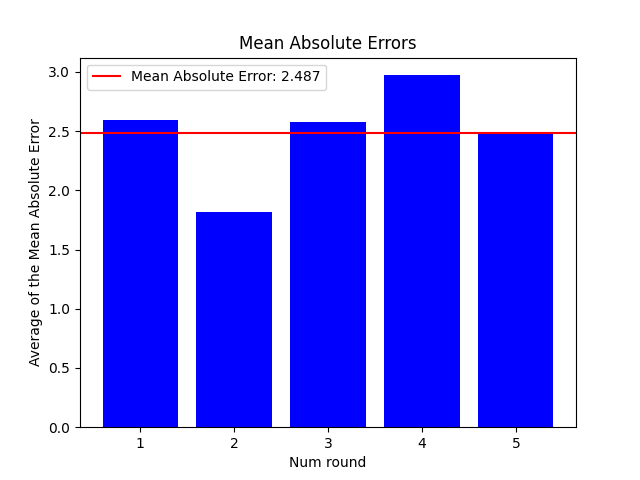 Mean Absolute Errors
Mean Absolute Error: 2.487
Average of the Mean Absolute Error
3.0
2.5
2.0
1.5
1.0
0.5
0.0
1 2 3 4 5
Num round